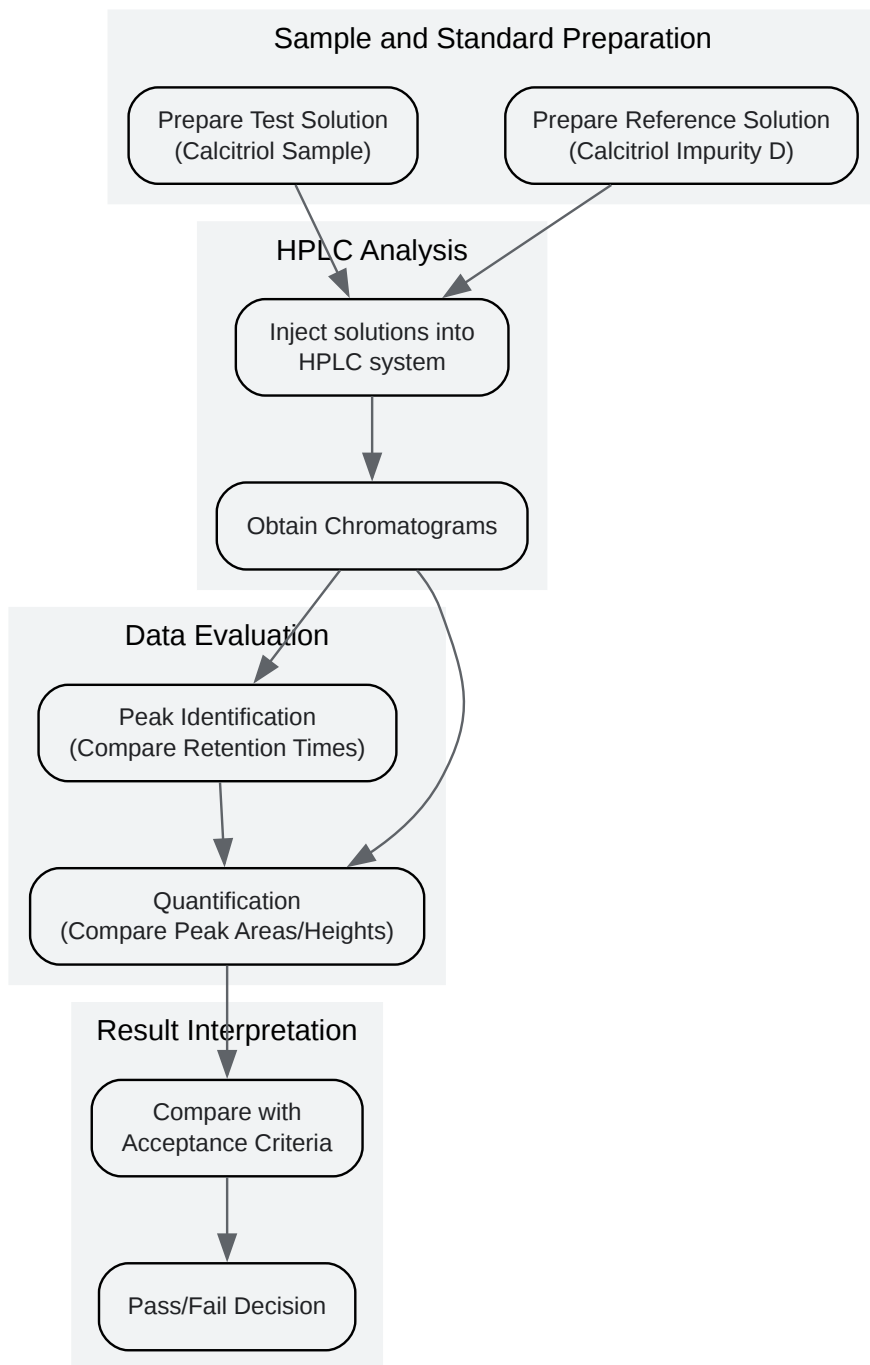 Sample and Standard Preparation
Prepare Test Solution
(Calcitriol Sample)
Prepare Reference Solution
(Calcitriol Impurity D)
HPLC Analysis
Inject solutions into
HPLC system
Obtain Chromatograms
Data Evaluation
Peak Identification
(Compare Retention Times)
Quantification
(Compare Peak Areas/Heights)
Result Interpretation
Compare with
Acceptance Criteria
Pass/Fail Decision